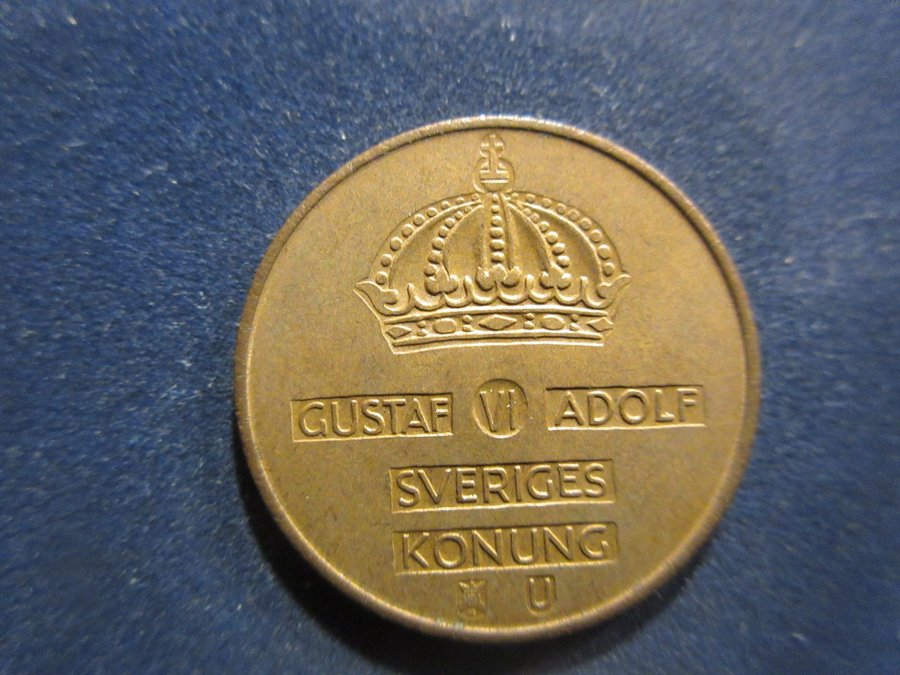 GUSTAF VI ADOLF
SVERIGES
KONUNG
U